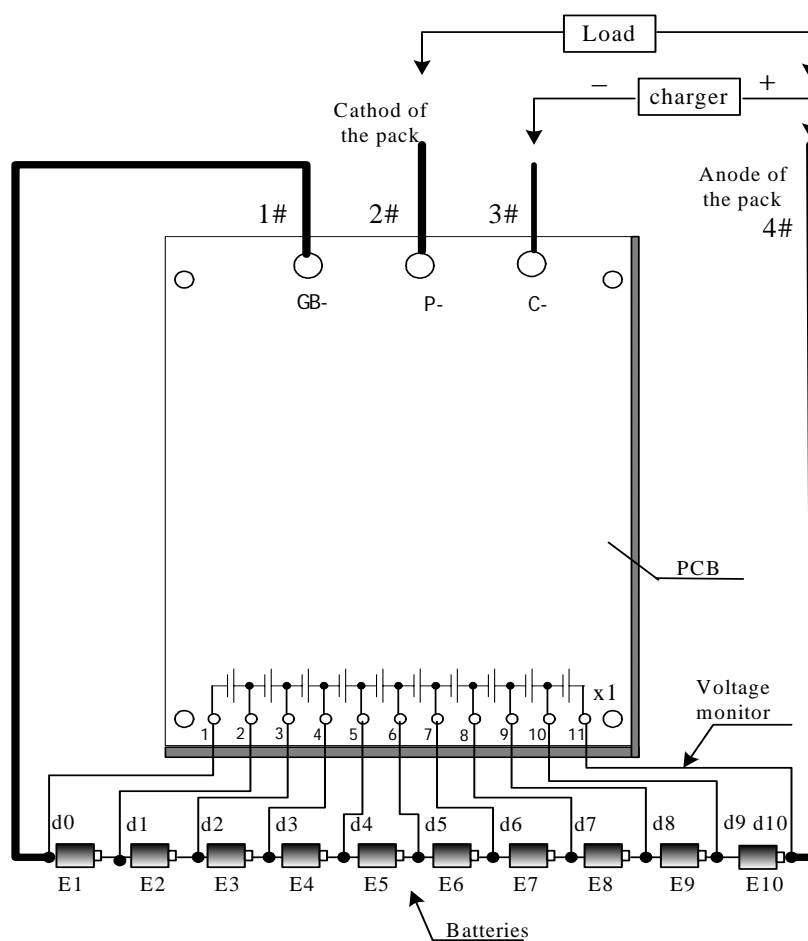 Load
− charger +
Cathod of
the pack
Anode of
the pack
1# 2# 3# 4#
GB- P- C-
PCB
x1
Voltage
monitor
1 2 3 4 5 6 7 8 9 10 11
d0 d1 d2 d3 d4 d5 d6 d7 d8 d9 d10
E1 E2 E3 E4 E5 E6 E7 E8 E9 E10
Batteries